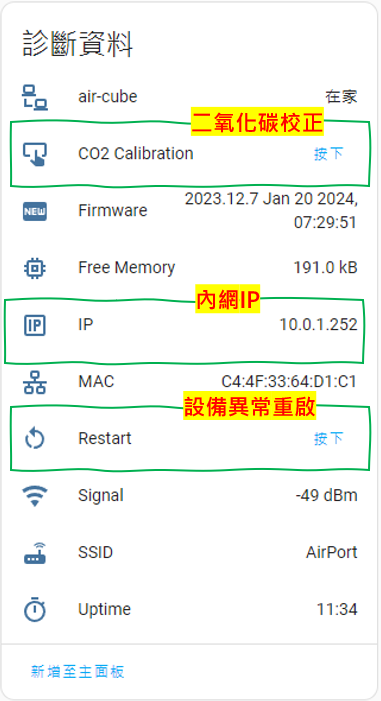 診斷資料
air-cube 在家
二氧化碳校正
CO2 Calibration 按下
NEW Firmware 2023.12.7 Jan 20 2024,
07:29:51
Free Memory 191.0 kB
內網IP
IP IP 10.0.1.252
MAC C4:4F:33:64:D1:C1
設備異常重啟
Restart 按下
Signal -49 dBm
SSID AirPort
Uptime 11:34
新增至主面板